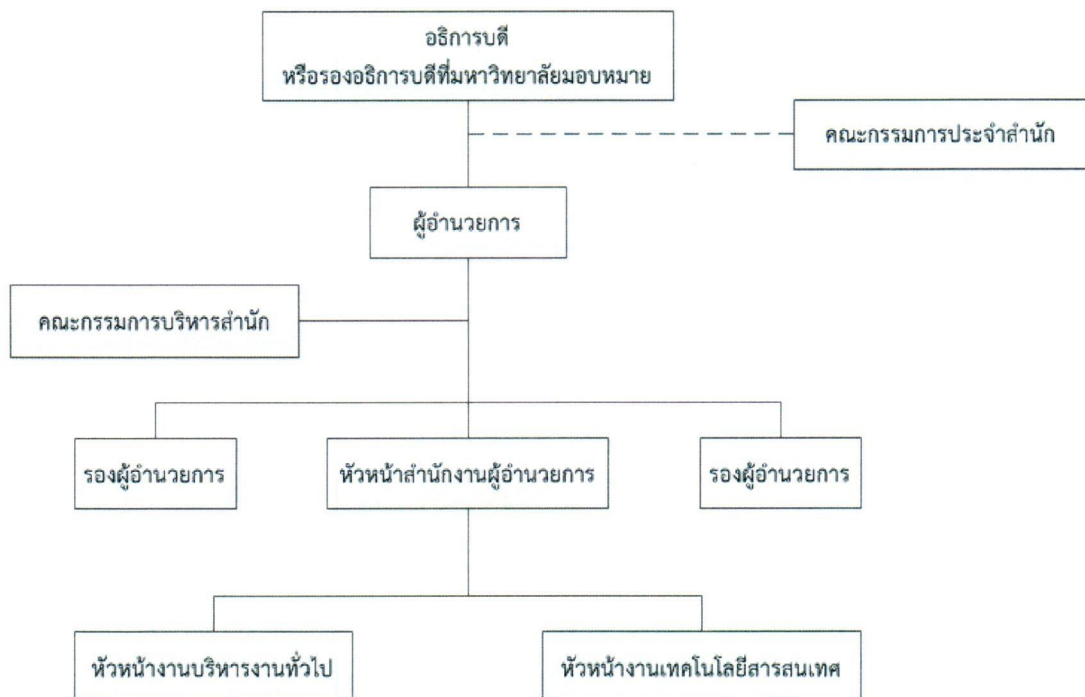 อธิการบดี
หรือรองอธิการบดีที่มหาวิทยาลัยมอบหมาย
คณะกรรมการประจำสำนัก
ผู้อำนวยการ
คณะกรรมการบริหารสำนัก
รองผู้อำนวยการ
หัวหน้าสำนักงานผู้อำนวยการ
รองผู้อำนวยการ
หัวหน้างานบริหารงานทั่วไป
หัวหน้างานเทคโนโลยีสารสนเทศ